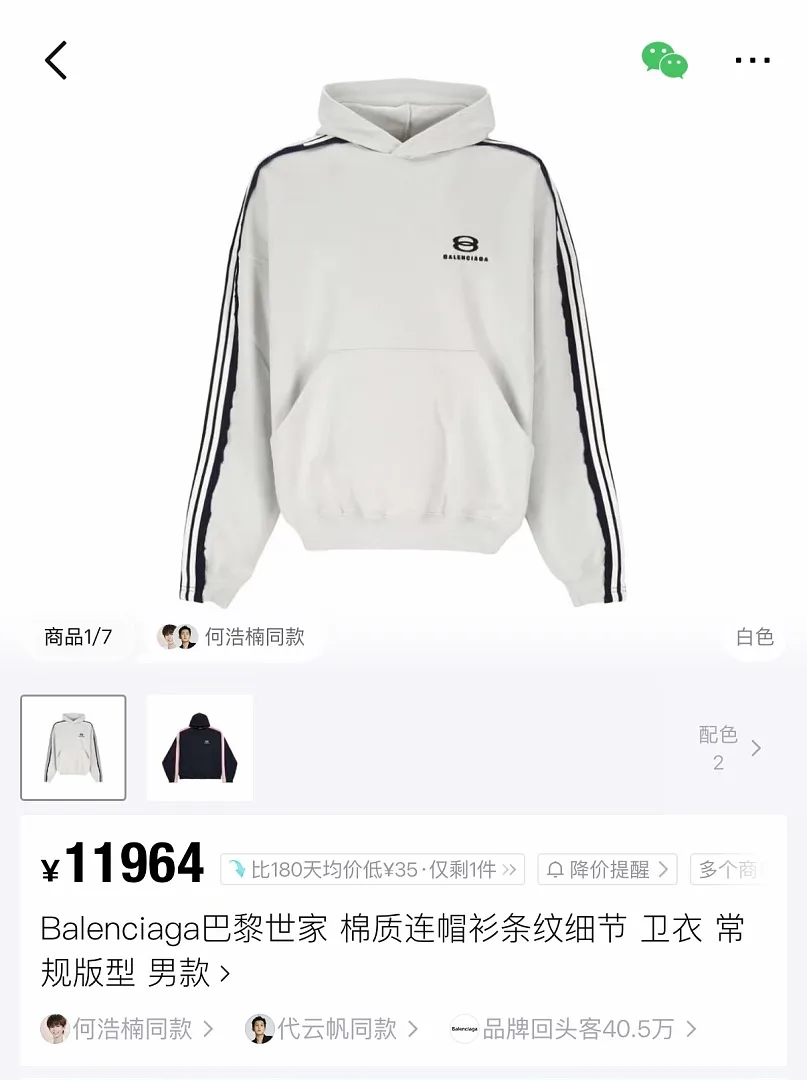 BALENCIAGA
商品1/7
何浩楠同款
白色
配色
2
¥11964
比180天均价低¥35·仅剩1件
降价提醒
多个商
Balenciaga巴黎世家 棉质连帽衫条纹细节 卫衣 常
规版型 男款
何浩楠同款
代云帆同款
Balenciaga
品牌回头客40.5万